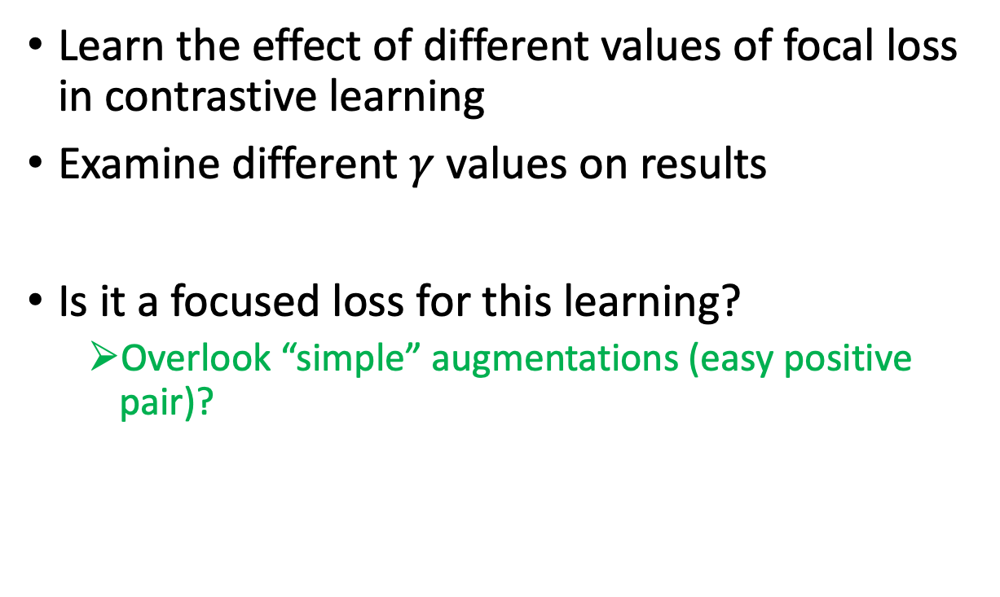 • Learn the effect of different values of focal loss
in contrastive learning
• Examine different γ values on results
• Is it a focused loss for this learning?
➢Overlook “simple” augmentations (easy positive
pair)?